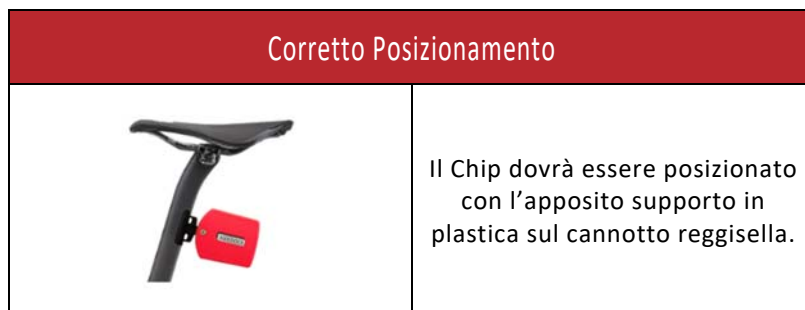 Corretto Posizionamento
Il Chip dovrà essere posizionato
con l’apposito supporto in
plastica sul cannotto reggisella.